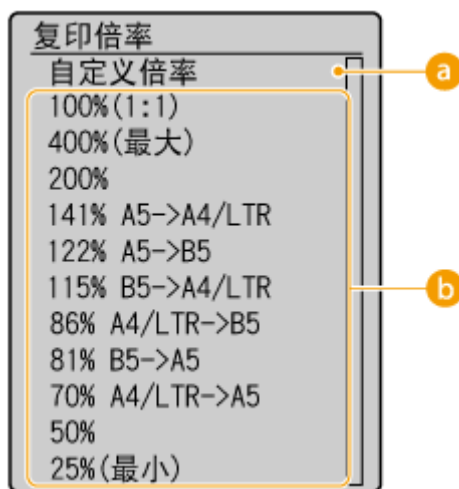 复印倍率
自定义倍率
a
100%(1:1)
400%(最大)
200%
141% A5->A4/LTR
122% A5->B5
115% B5->A4/LTR
b
86% A4/LTR->B5
81% B5->A5
70% A4/LTR->A5
50%
25%(最小)